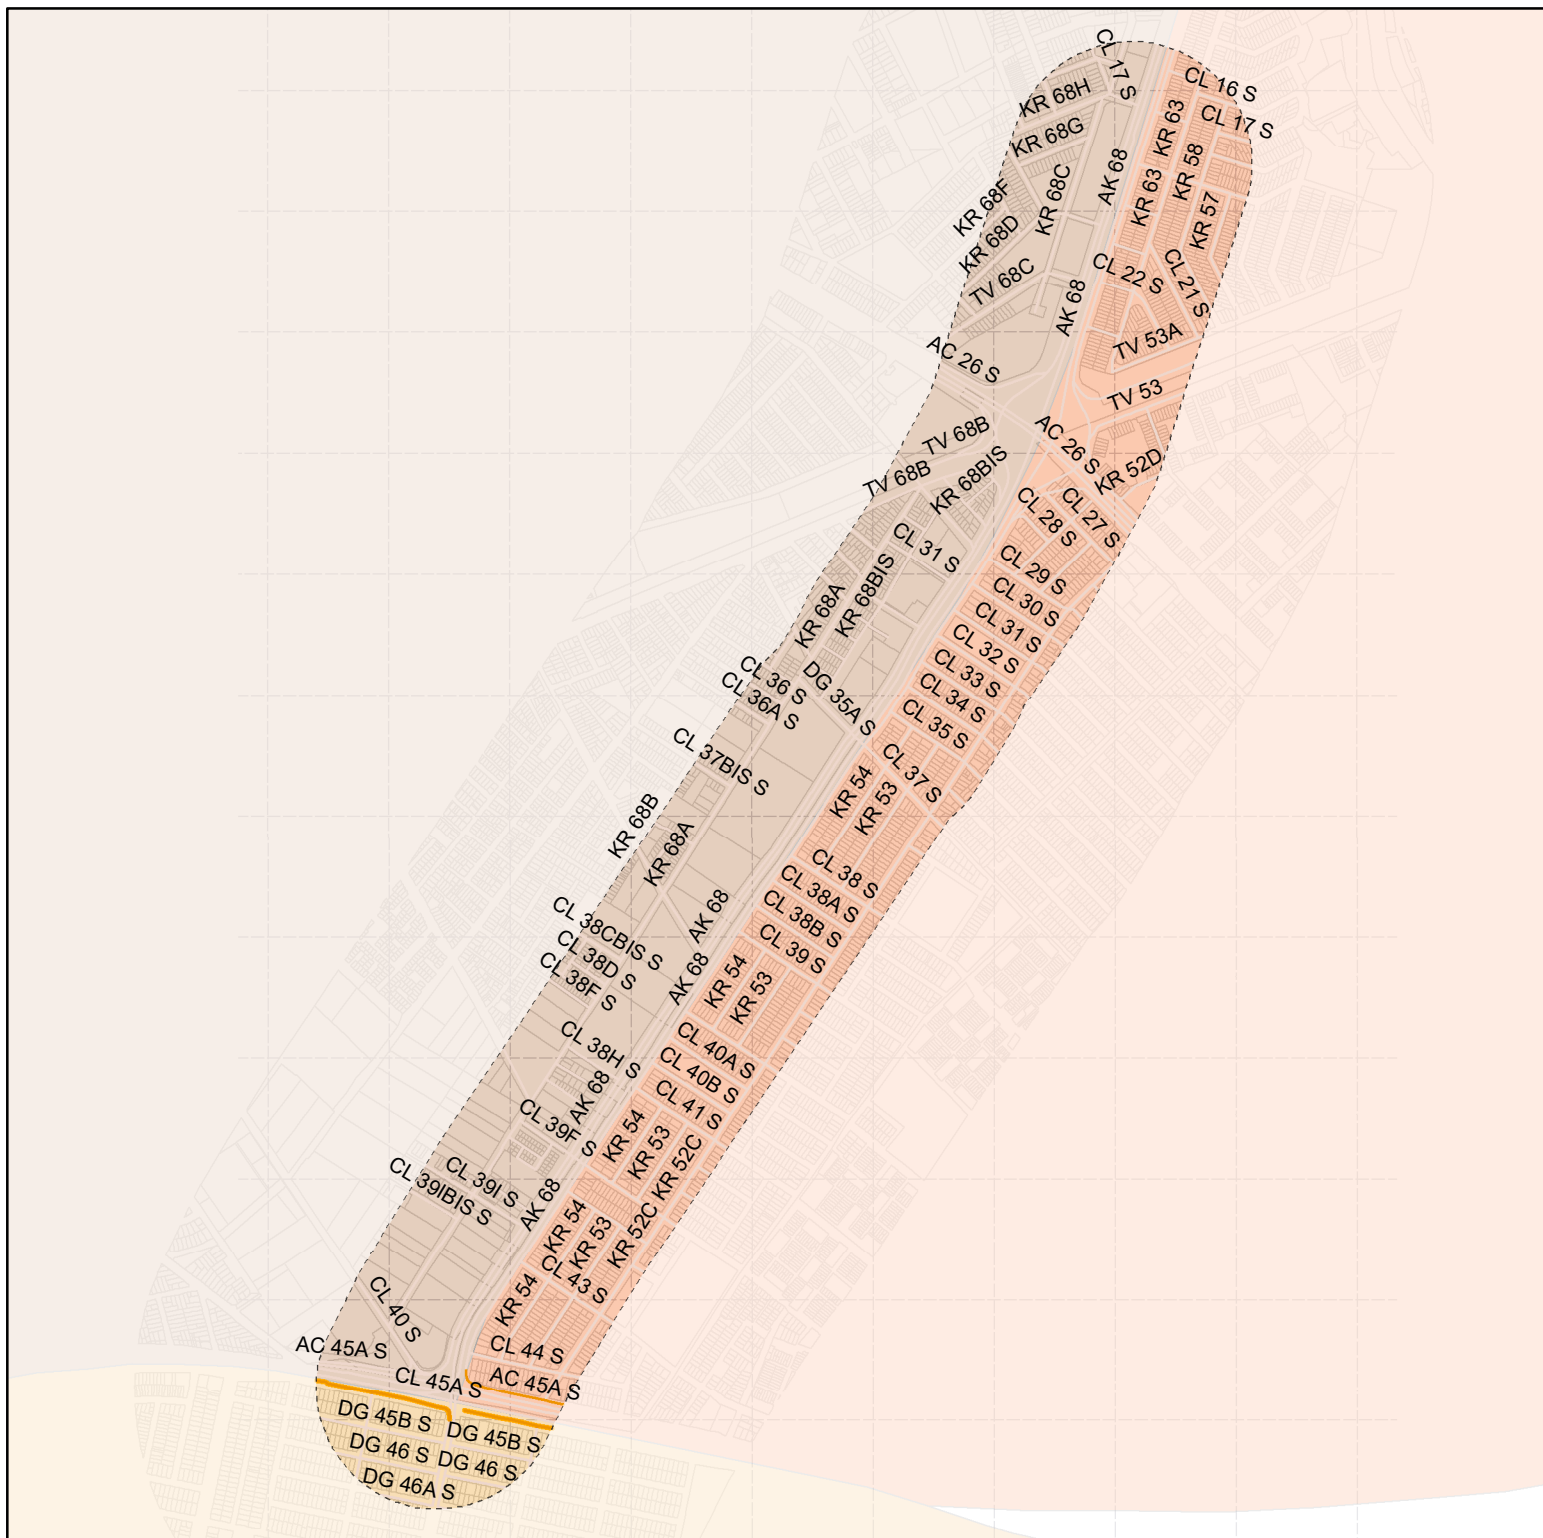 CL 17 S
CL 16 S
KR 68H
CL 17 S
KR 63
KR 68G
KR 58
AK 68
KR 68C
KR 63
KR 68F
KR 57
KR 68D
CL 22 S
CL 21 S
TV 68C
AK 68
TV 53A
AC 26 S
TV 53
TV 68B
AC 26 S
KR 52D
TV 68B
KR 68BIS
CL 28 S
CL 27 S
CL 31 S
CL 29 S
KR 68BIS
KR 68A
CL 30 S
CL 31 S
CL 32 S
CL 33 S
CL 36 S
CL 36A S
DG 35A S
CL 34 S
CL 35 S
CL 37BIS S
CL 37 S
KR 54
KR 53
KR 68B
KR 68A
CL 38 S
CL 38A S
CL 38B S
AK 68
CL 38CBIS S
CL 39 S
CL 38D S
CL 38F S
AK 68
KR 54
KR 53
CL 38H S
CL 40A S
CL 40B S
AK 68
CL 41 S
CL 39F S
KR 54
KR 53
KR 52C
CL 39I S
CL 39IBIS S
AK 68
KR 54
KR 53
KR 52C
CL 43 S
KR 54
CL 40 S
AC 45A S
CL 44 S
CL 45A S
AC 45A S
DG 45B S
DG 45B S
DG 46 S
DG 46 S
DG 46A S